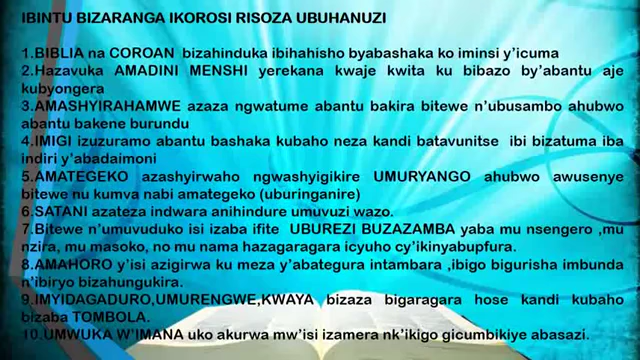 IBINTU BIZARANGA IKOROSI RISOZA UBUHANUZI
1.BIBLIA na COROAN bizahinduka ibihahisho byabashaka ko iminsi y’icuma
2.Hazavuka AMADINI MENSHI yerekana kwaje kwita ku bibazo by’abantu aje
kubyongera
3.AMASHYIRAHAMWE azaza ngwatume abantu bakira bitewe n’ubusambo ahubwo
abantu bakene burundu
4.IMIGI izuzuramo abantu bashaka kubaho neza kandi batavunitse ibi bizatuma iba
indiri y’abadaimoni
5.AMATEGEKO azashyirwaho ngwashyigikire UMURYANGO ahubwo awusenye
bitewe nu kumva nabi amategeko (uburinganire)
6.SATANI azateza indwara anihindure umuvuzi wazo.
7.Bitewe n’umuvuduko isi izaba ifite UBUREZI BUZAZAMBA yaba mu nsengero ,mu
nzira, mu masoko, no mu nama hazagaragara icyuho cy’ikinyabupfura.
8.AMAHORO y’isi azigirwa ku meza y’abategura intambara ,ibigo bigurisha imbunda
n’ibiryo bizahungukira.
9.IMYIDAGADURO,UMURENGWE,KWAYA bizaza bigaragara hose kandi kubaho
bizaba TOMBOLA.
10.UMWUKA W’IMANA uko akurwa mw’isi izamera nk’ikigo gicumbikiye abasazi.